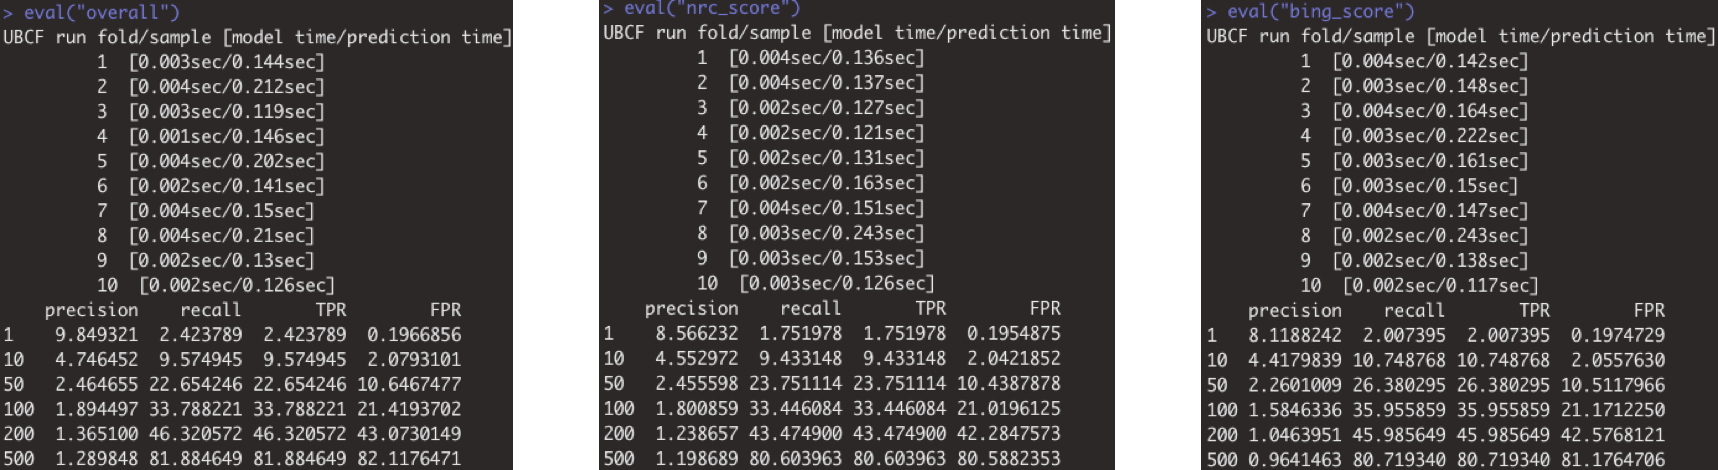 > eval("overall")
UBCF run fold/sample [model time/prediction time]
1 [0.003sec/0.144sec]
2 [0.004sec/0.212sec]
3 [0.003sec/0.119sec]
4 [0.001sec/0.146sec]
5 [0.004sec/0.202sec]
6 [0.002sec/0.141sec]
7 [0.004sec/0.15sec]
8 [0.004sec/0.21sec]
9 [0.002sec/0.13sec]
10 [0.002sec/0.126sec]
precision recall TPR FPR
1 9.849321 2.423789 2.423789 0.1966856
10 4.746452 9.574945 9.574945 2.0793101
50 2.464655 22.654246 22.654246 10.6467477
100 1.894497 33.788221 33.788221 21.4193702
200 1.365100 46.320572 46.320572 43.0730149
500 1.289848 81.884649 81.884649 82.1176471
> eval("nrc_score")
UBCF run fold/sample [model time/prediction time]
1 [0.004sec/0.136sec]
2 [0.004sec/0.137sec]
3 [0.002sec/0.127sec]
4 [0.002sec/0.121sec]
5 [0.002sec/0.131sec]
6 [0.002sec/0.163sec]
7 [0.004sec/0.151sec]
8 [0.003sec/0.243sec]
9 [0.003sec/0.153sec]
10 [0.003sec/0.126sec]
precision recall TPR FPR
1 8.566232 1.751978 1.751978 0.1954875
10 4.552972 9.433148 9.433148 2.0421852
50 2.455598 23.751114 23.751114 10.4387878
100 1.800859 33.446084 33.446084 21.0196125
200 1.238657 43.474900 43.474900 42.2847573
500 1.198689 80.603963 80.603963 80.5882353
> eval("bing_score")
UBCF run fold/sample [model time/prediction time]
1 [0.004sec/0.142sec]
2 [0.003sec/0.148sec]
3 [0.004sec/0.164sec]
4 [0.003sec/0.222sec]
5 [0.003sec/0.161sec]
6 [0.003sec/0.15sec]
7 [0.004sec/0.147sec]
8 [0.002sec/0.243sec]
9 [0.002sec/0.138sec]
10 [0.002sec/0.117sec]
precision recall TPR FPR
1 8.1188242 2.007395 2.007395 0.1974729
10 4.4179839 10.748768 10.748768 2.0557630
50 2.2601009 26.380295 26.380295 10.5117966
100 1.5846336 35.955859 35.955859 21.1712250
200 1.0463951 45.985649 45.985649 42.5768121
500 0.9641463 80.719340 80.719340 81.1764706